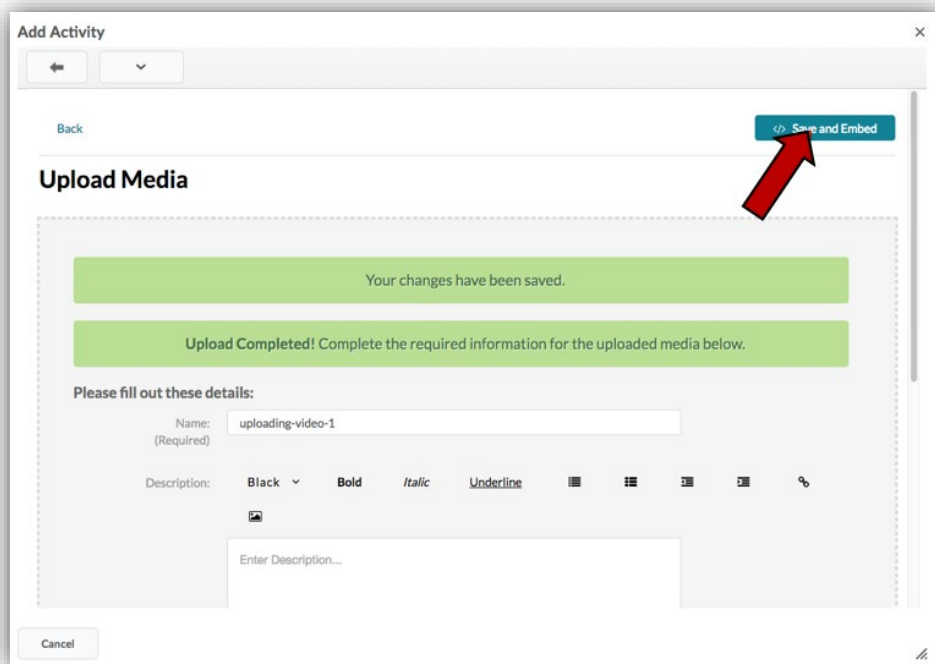 Add Activity
Back
</> Save and Embed
Upload Media
Your changes have been saved.
Upload Completed! Complete the required information for the uploaded media below.
Please fill out these details:
Name:
(Required)
uploading-video-1
Description:
Black
Bold
Italic
Underline
Enter Description...
Cancel